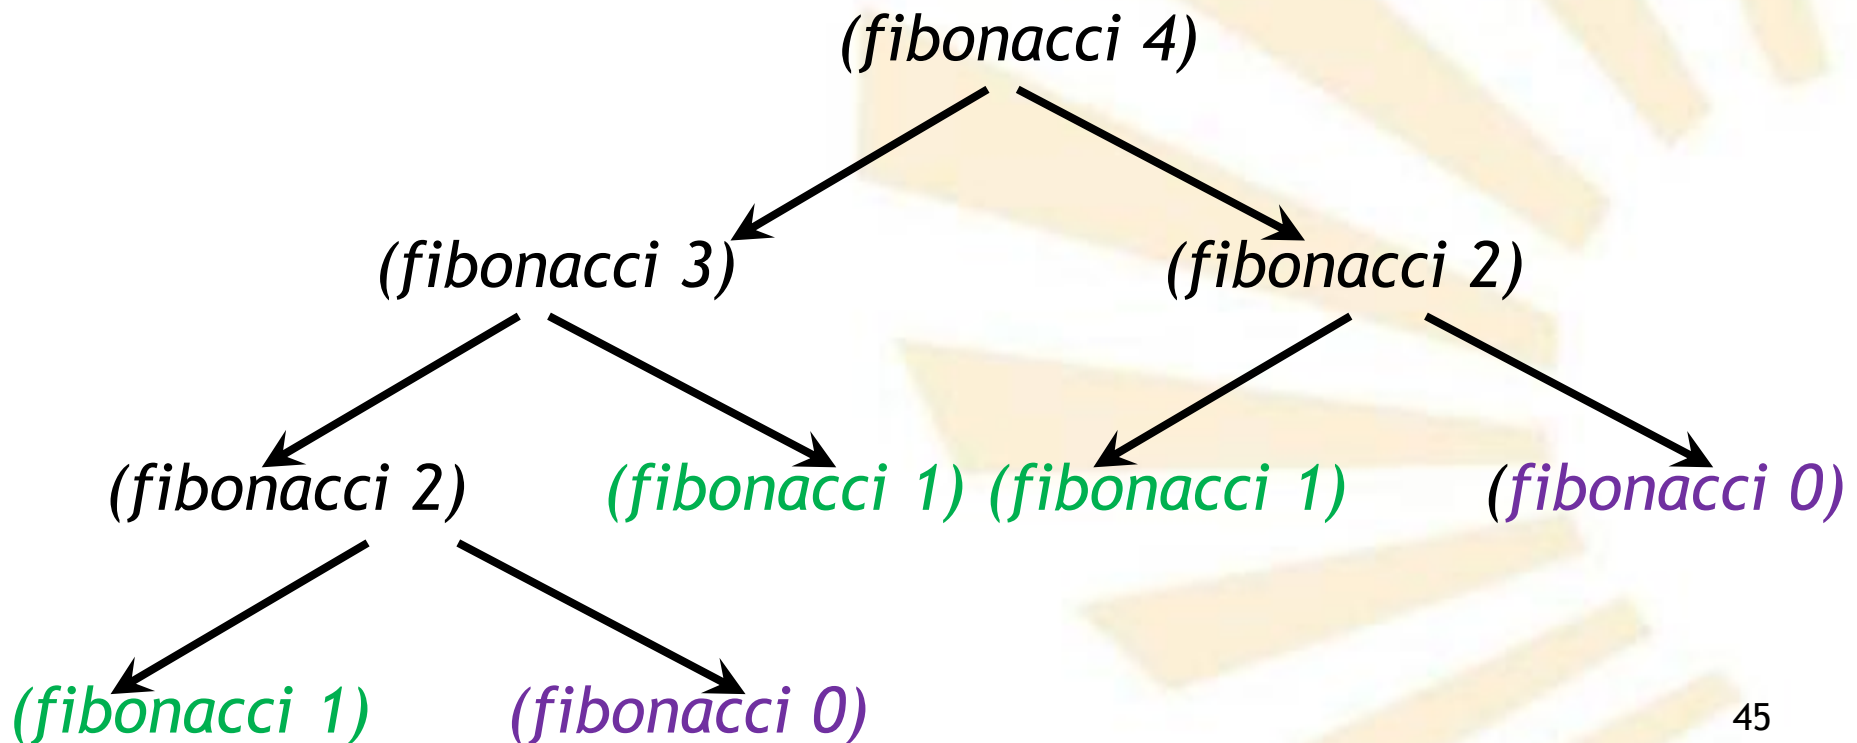 (fibonacci 4)
(fibonacci 3) (fibonacci 2)
(fibonacci 2) (fibonacci 1) (fibonacci 1) (fibonacci 0)
(fibonacci 1) (fibonacci 0)
45